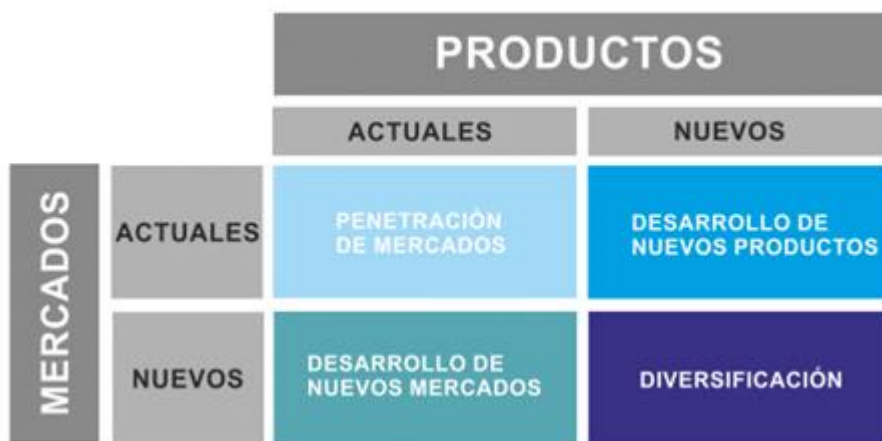 PRODUCTOS
ACTUALES
NUEVOS
MERCADOS
ACTUALES
PENETRACIÓN
DE MERCADOS
DESARROLLO DE
NUEVOS PRODUCTOS
NUEVOS
DESARROLLO DE
NUEVOS MERCADOS
DIVERSIFICACIÓN